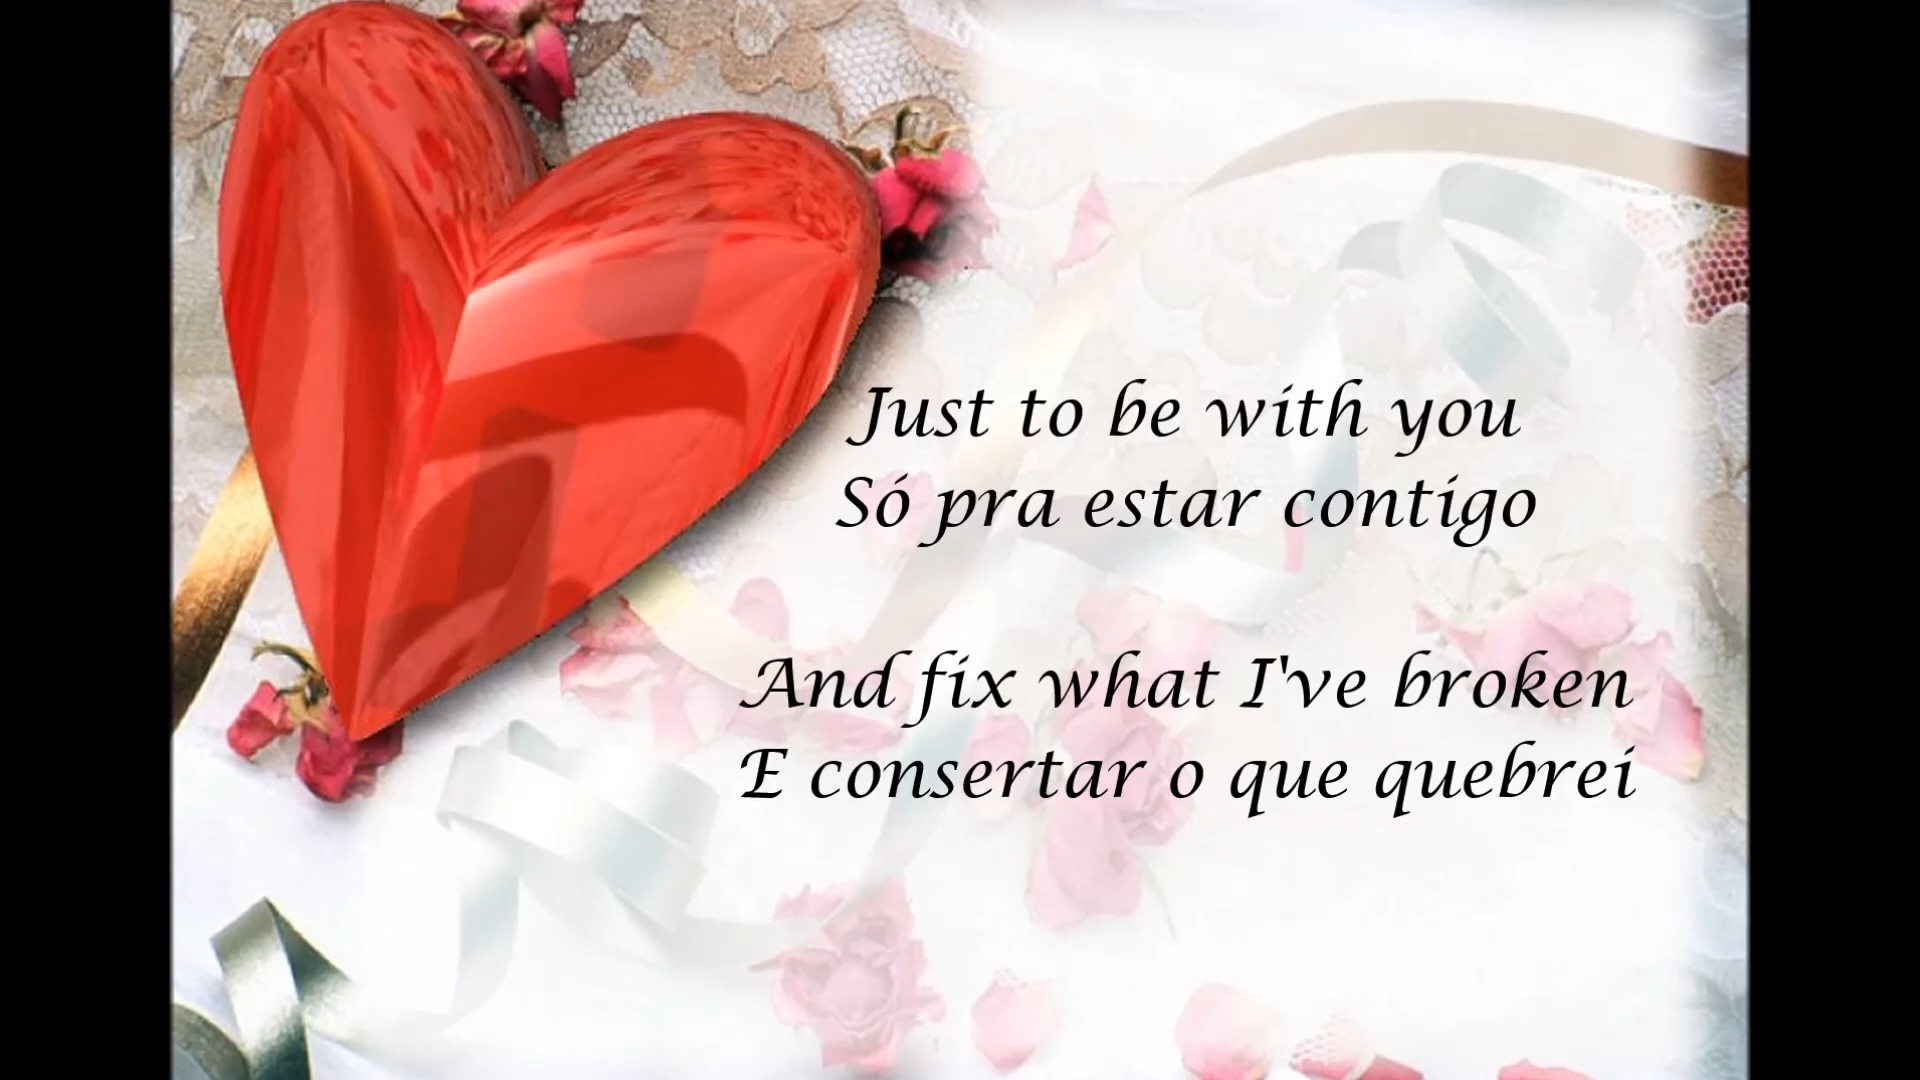 Just to be with you
Só pra estar contigo
And fix what I've broken
E consertar o que quebrei